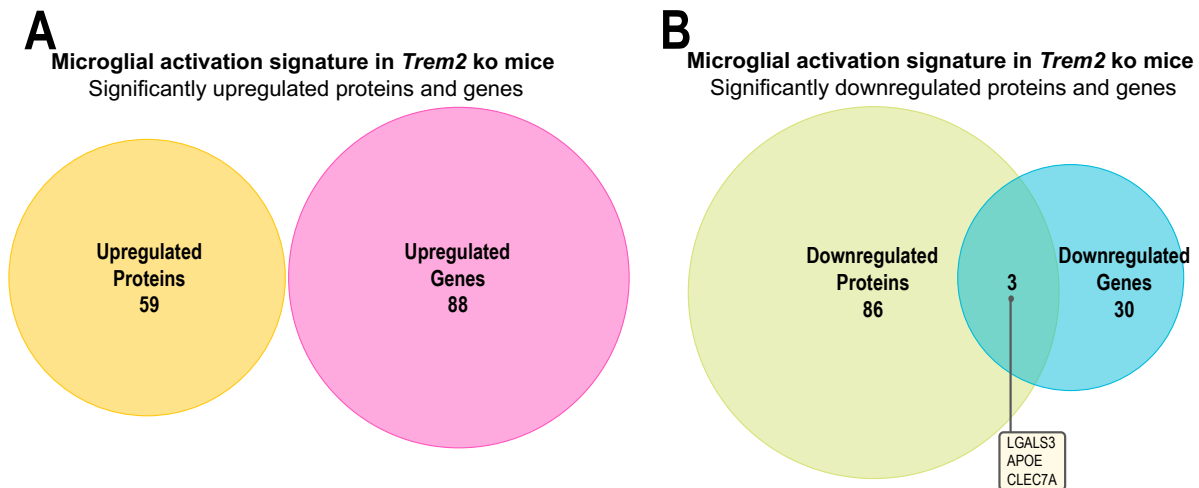 A
Microglial activation signature in Trem2 ko mice
Significantly upregulated proteins and genes
Upregulated
Proteins
59
Upregulated
Genes
88
B
Microglial activation signature in Trem2 ko mice
Significantly downregulated proteins and genes
Downregulated
Proteins
86
3
Downregulated
Genes
30
LGALS3
APOE
CLEC7A